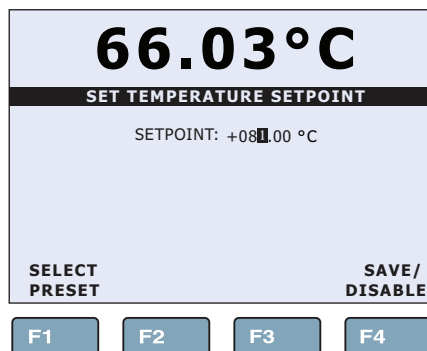 66.03°C
SET TEMPERATURE SETPOINT
SETPOINT: +081.00 °C
SELECT PRESET
SAVE/ DISABLE
F1 F2 F3 F4